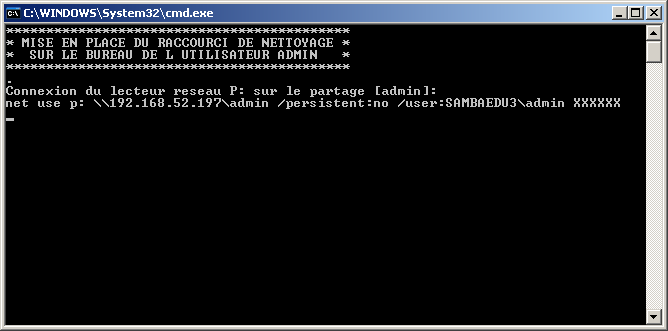 C:\WINDOWS\System32\cmd.exe
*******************************************
* MISE EN PLACE DU RACCOURCI DE NETTOYAGE *
*  SUR LE BUREAU DE L UTILISATEUR ADMIN   *
*******************************************
.
Connexion du lecteur reseau P: sur le partage [admin]:
net use p: \\192.168.52.197\admin /persistent:no /user:SAMBAEDU3\admin XXXXXX
_